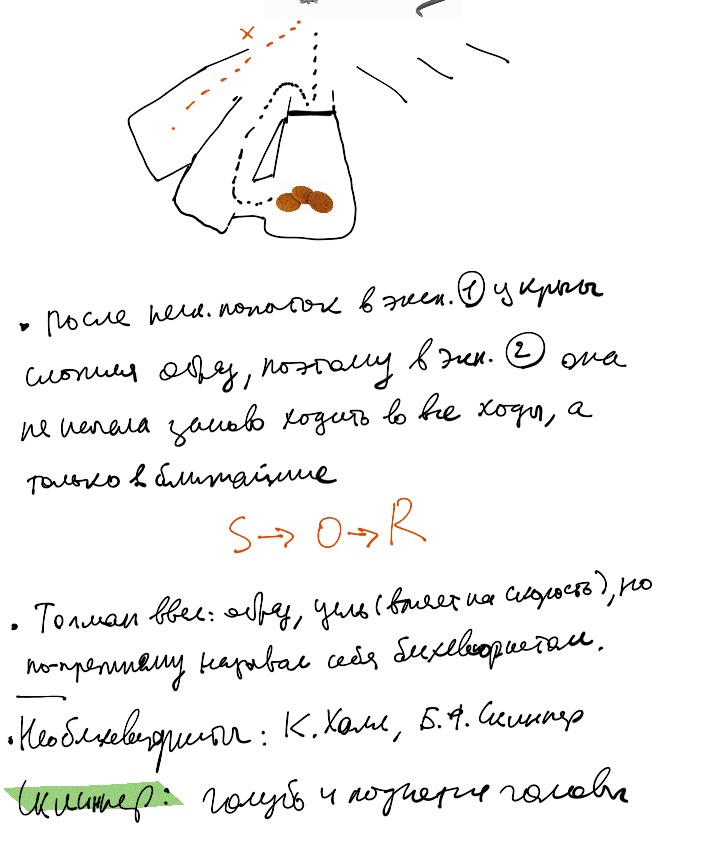 • После неск. попыток в эксп. ① у крысы
сложился образ, поэтому в эксп. ② она
не начала заново ходить во все ходы, а
только в ближайшие
S → O → R
• Толман ввел: образ, цель (влияет на скорость), но
по-прежнему называл себя бихевиористом.
• Необихевиористы: К. Халл, Б.Ф. Скиннер
Скиннер: голубь и поднятие головы